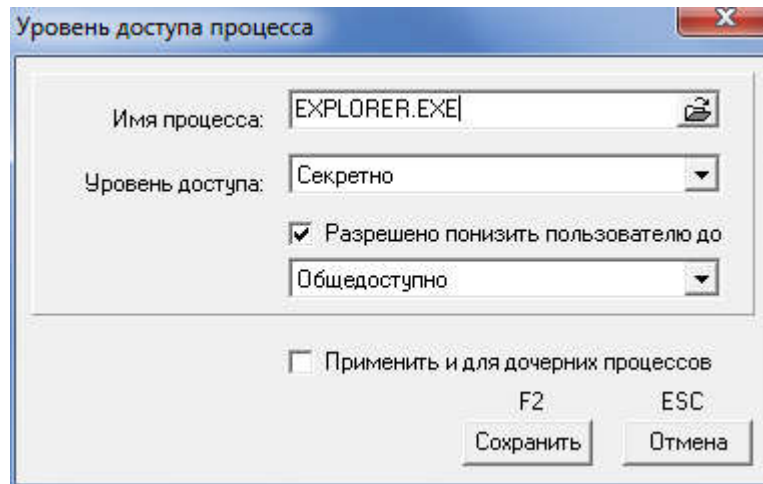 Уровень доступа процесса
Имя процесса: EXPLORER.EXE
Уровень доступа: Секретно
Разрешено понизить пользователю до
Общедоступно
Применить и для дочерних процессов
F2 ESC
Сохранить Отмена